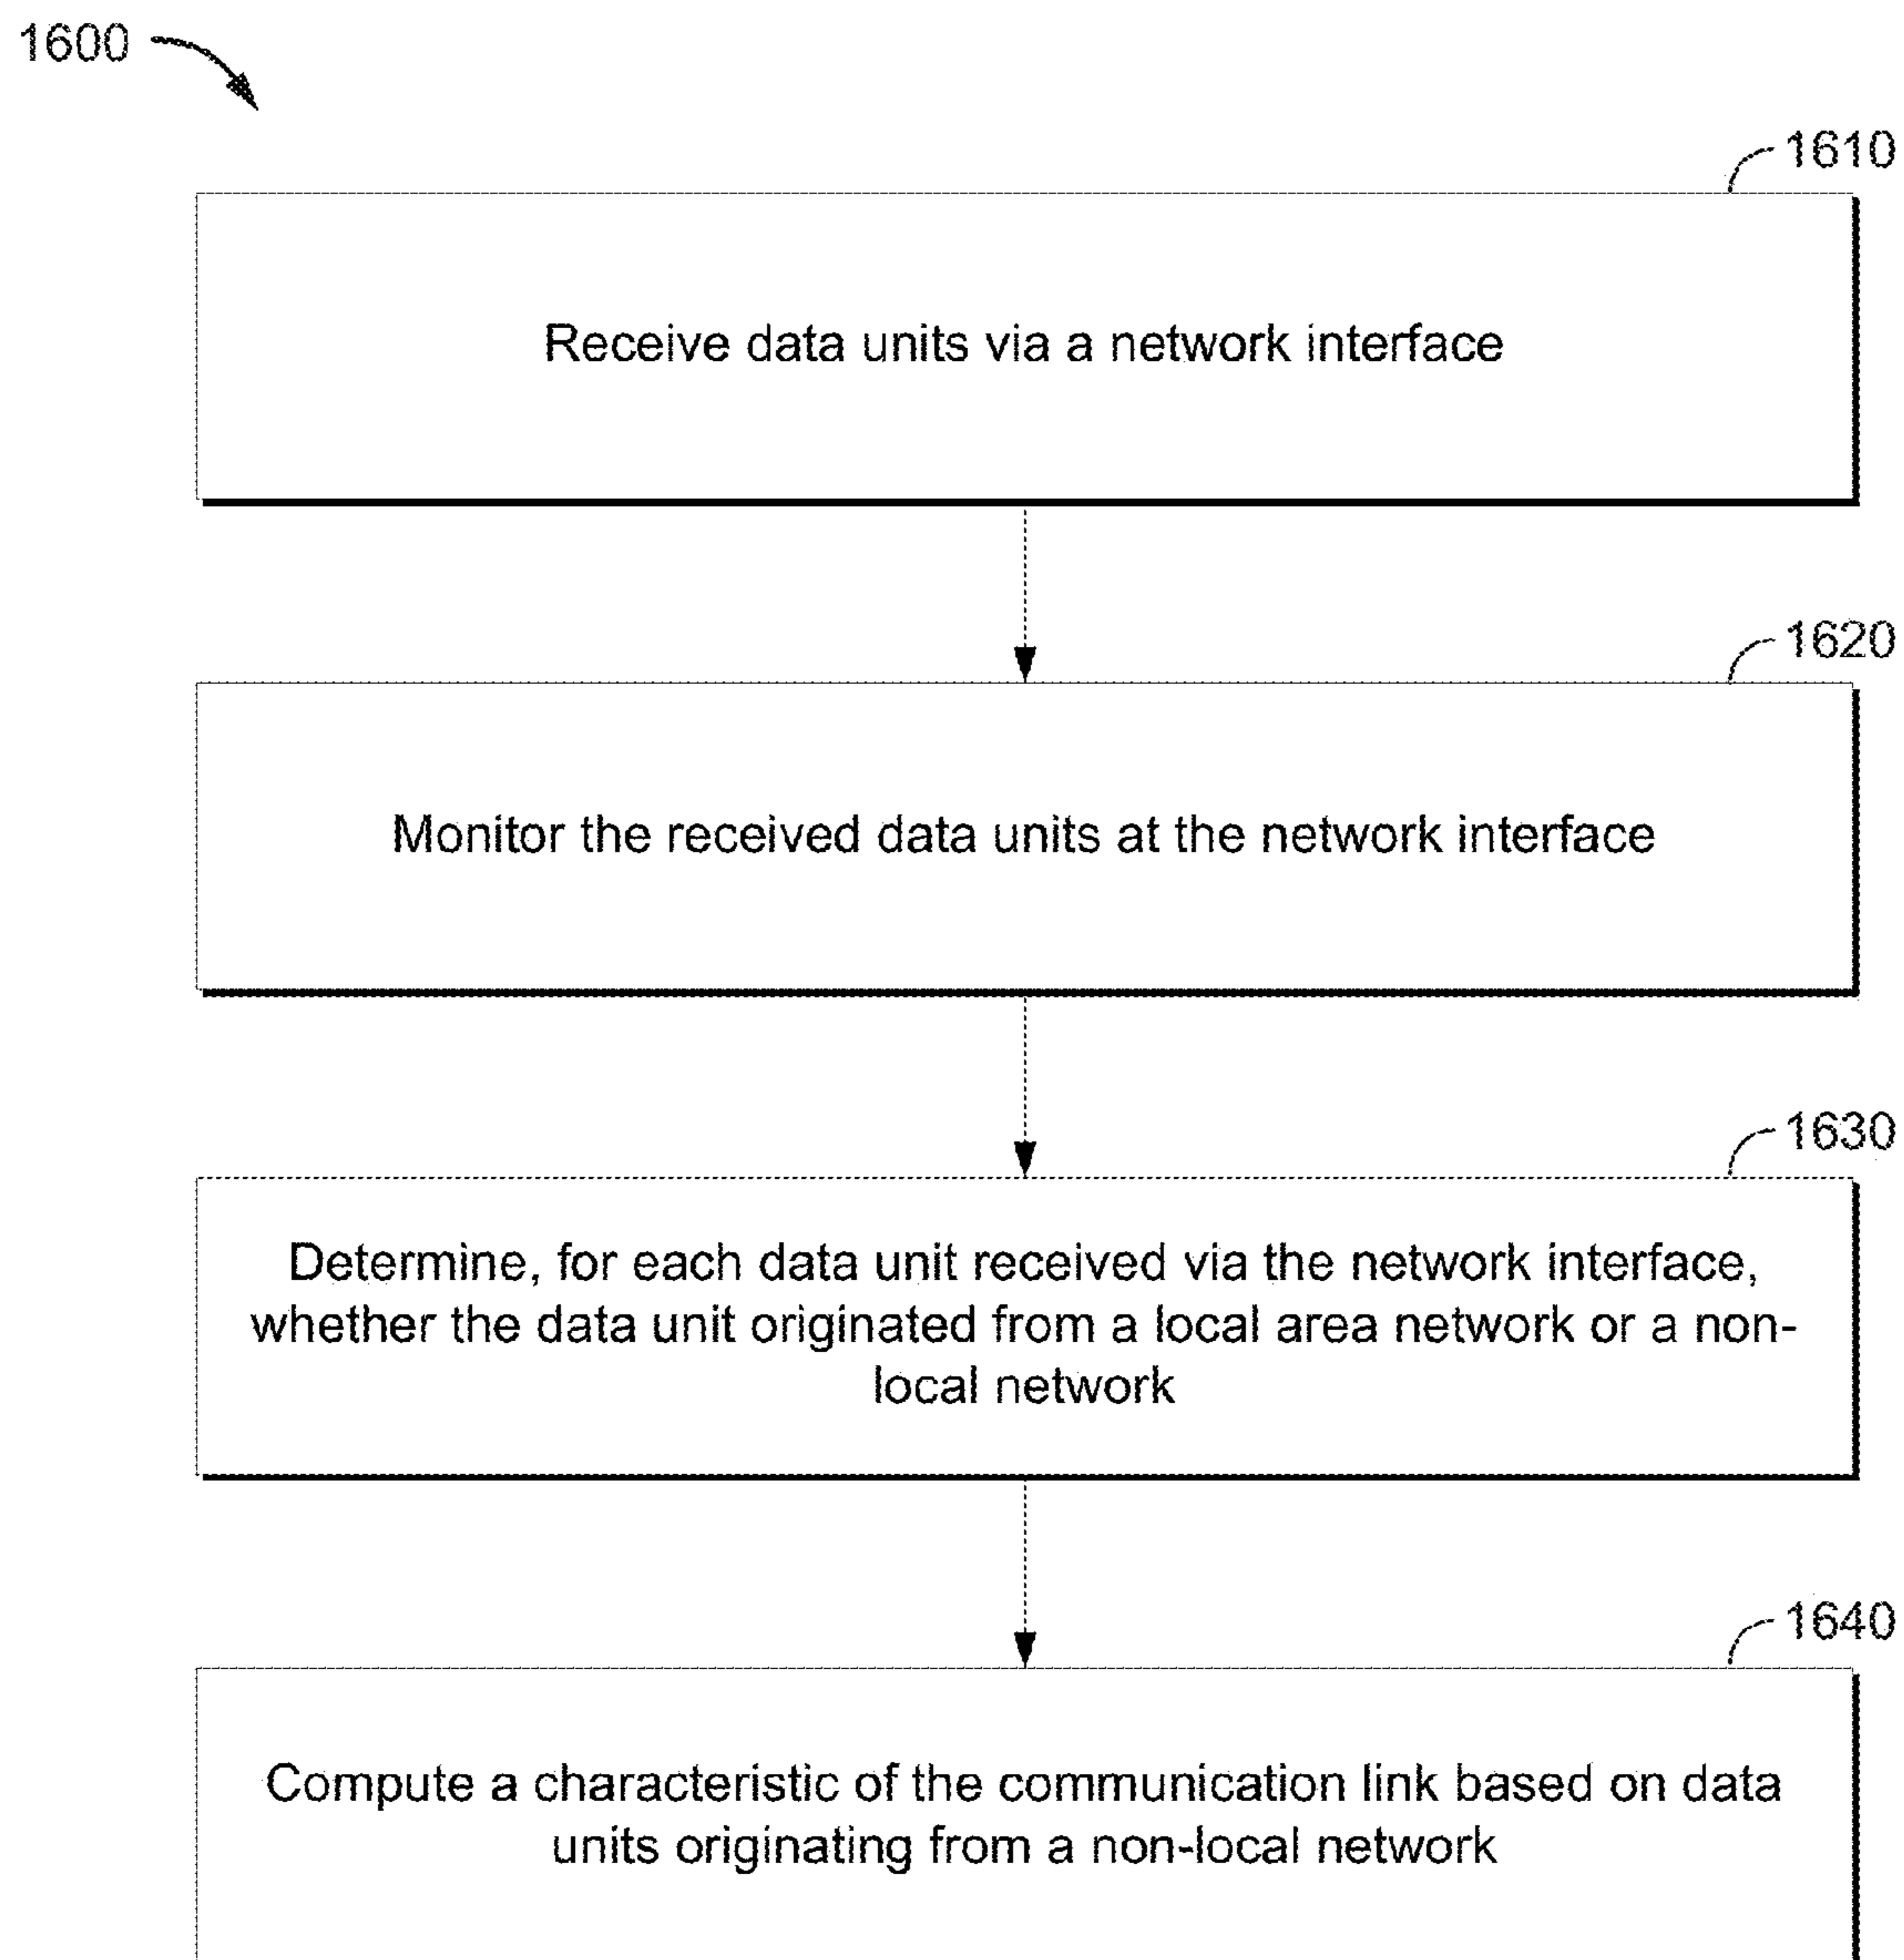 1600
1610
Receive data units via a network interface
1620
Monitor the received data units at the network interface
1630
Determine, for each data unit received via the network interface,
whether the data unit originated from a local area network or a non-
local network
1640
Compute a characteristic of the communication link based on data
units originating from a non-local network